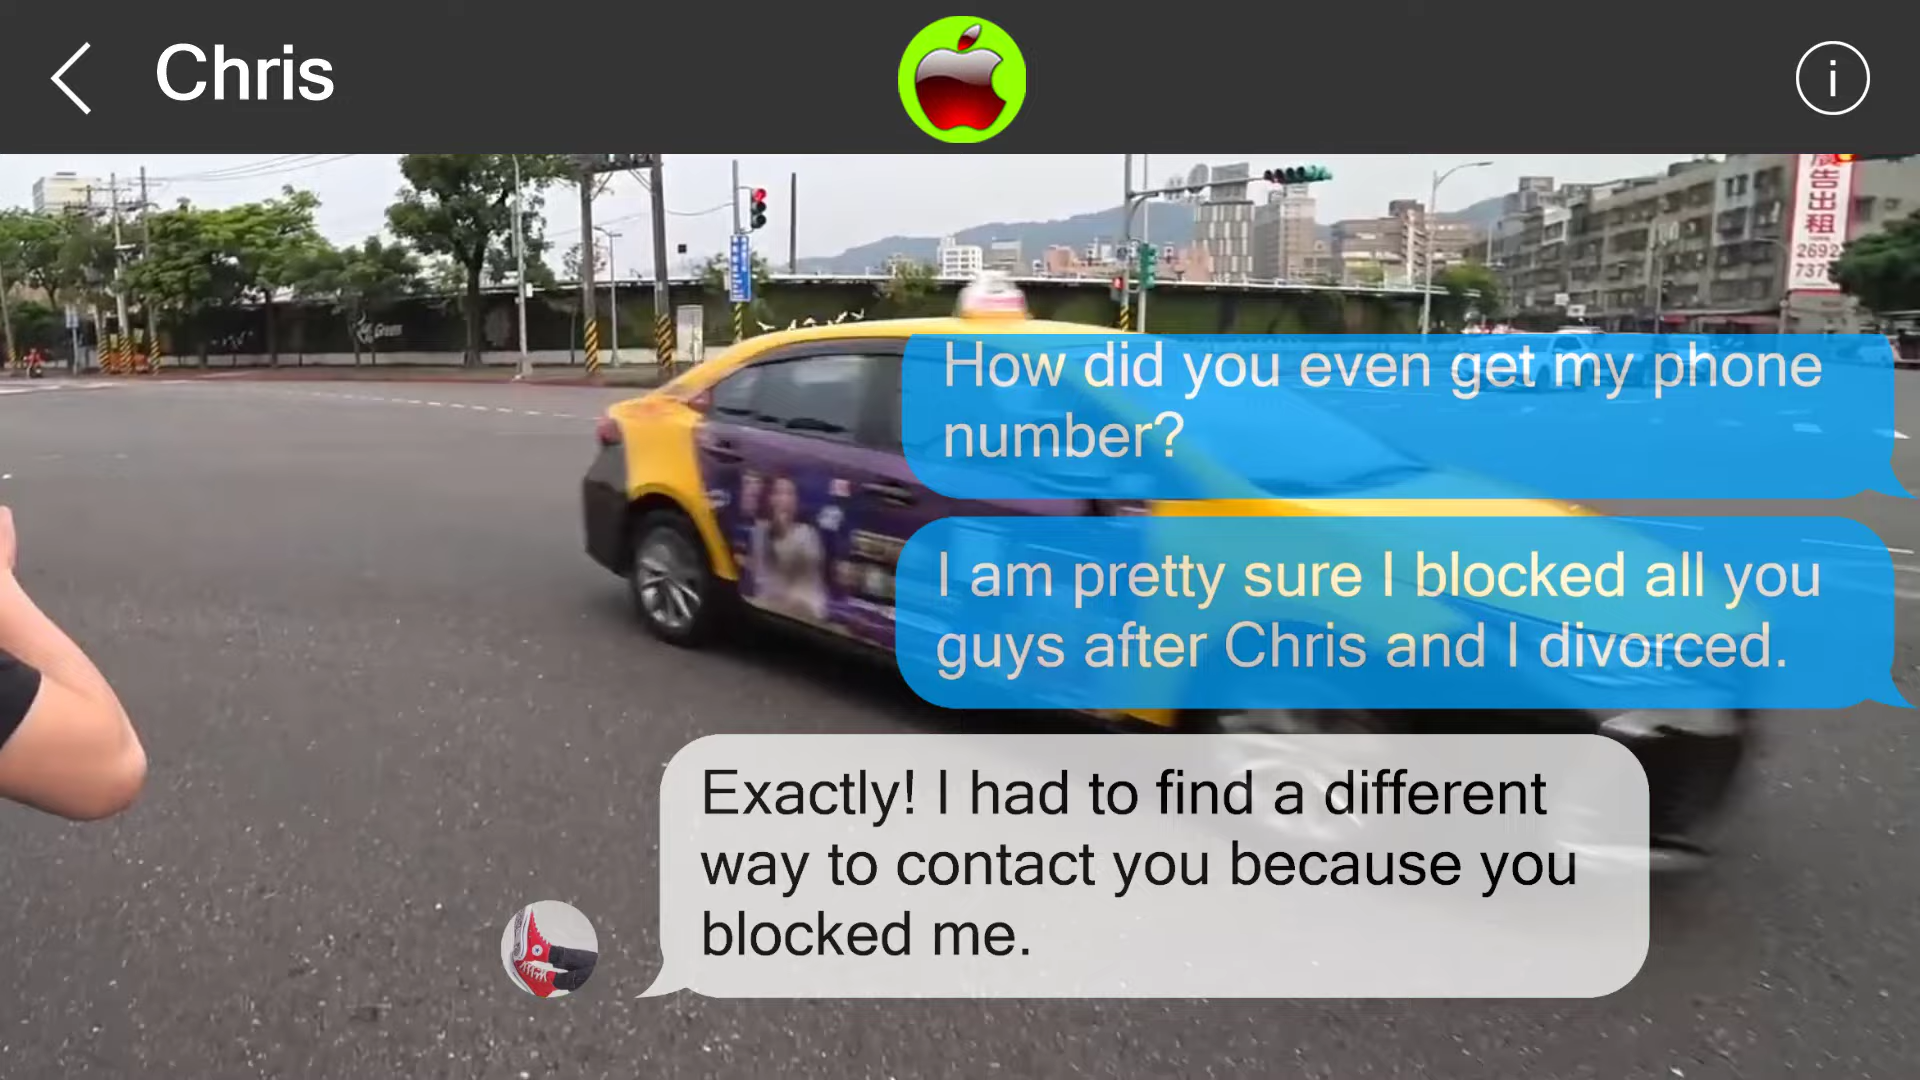 Chris
i
廣
告
出
租
2692
737
Green
How did you even get my phone
number?
I am pretty sure I blocked all you
guys after Chris and I divorced.
Exactly! I had to find a different
way to contact you because you
blocked me.